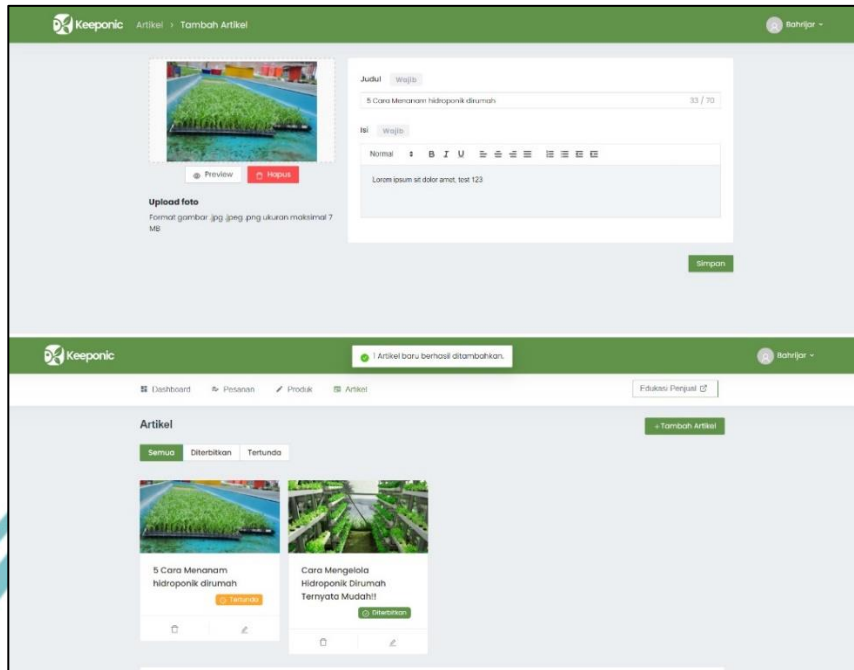 Keeponic Artikel > Tambah Artikel Bahrijar
Judul Wajib
5 Cara Menanam hidroponik dirumah 33 / 70
Isi Wajib
Normal B I U
Lorem ipsum sit dolor amet, test 123
Preview Hapus
Upload foto
Format gambar .jpg .jpeg .png ukuran maksimal 7
MB
Simpan
Keeponic 1 Artikel baru berhasil ditambahkan. Bahrijar
Dashboard Pesanan Produk Artikel Edukasi Penjual
Artikel + Tambah Artikel
Semua Diterbitkan Tertunda
5 Cara Menanam
hidroponik dirumah
Tertunda
Cara Mengelola
Hidroponik Dirumah
Ternyata Mudah!!
Diterbitkan